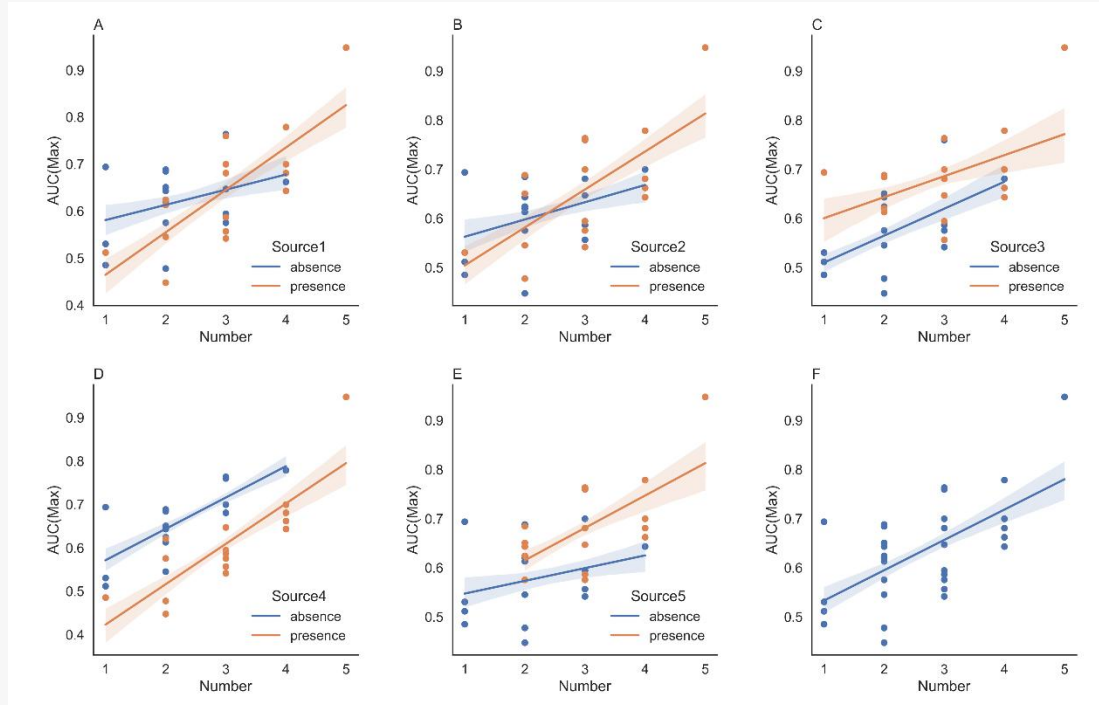 A
AUC(Max)
0.9
0.8
0.7
0.6
0.5
0.4
Source1
absence
presence
1 2 3 4 5
Number
B
AUC(Max)
0.9
0.8
0.7
0.6
0.5
Source2
absence
presence
1 2 3 4 5
Number
C
AUC(Max)
0.9
0.8
0.7
0.6
0.5
Source3
absence
presence
1 2 3 4 5
Number
D
AUC(Max)
0.9
0.8
0.7
0.6
0.5
0.4
Source4
absence
presence
1 2 3 4 5
Number
E
AUC(Max)
0.9
0.8
0.7
0.6
0.5
Source5
absence
presence
1 2 3 4 5
Number
F
AUC(Max)
0.9
0.8
0.7
0.6
0.5
1 2 3 4 5
Number